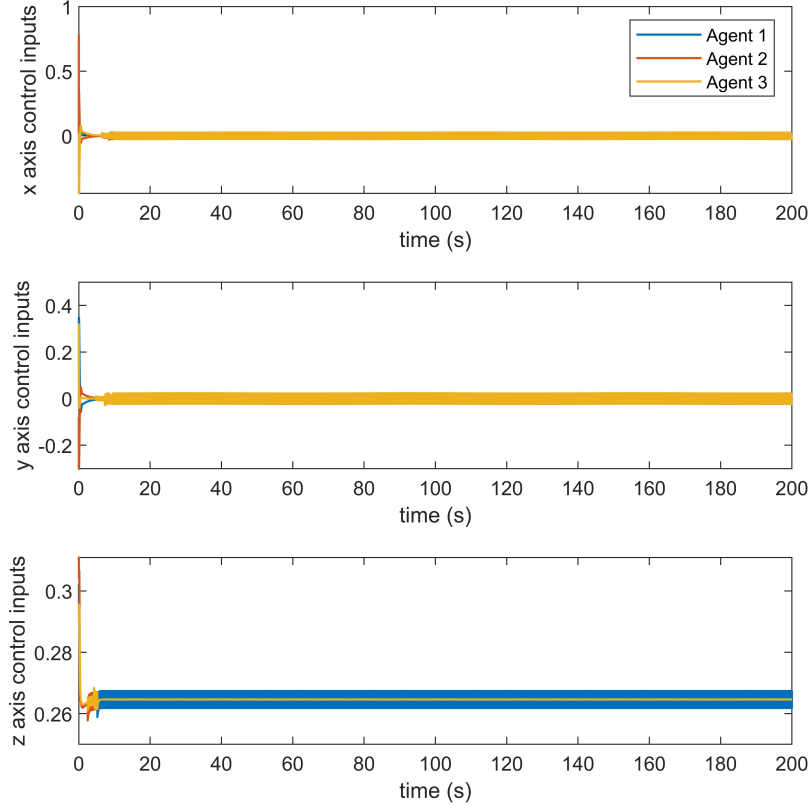 1
0.5
0
x axis control inputs
Agent 1
Agent 2
Agent 3
0 20 40 60 80 100 120 140 160 180 200
time (s)
0.4
0.2
0
-0.2
y axis control inputs
0 20 40 60 80 100 120 140 160 180 200
time (s)
0.3
0.28
0.26
z axis control inputs
0 20 40 60 80 100 120 140 160 180 200
time (s)